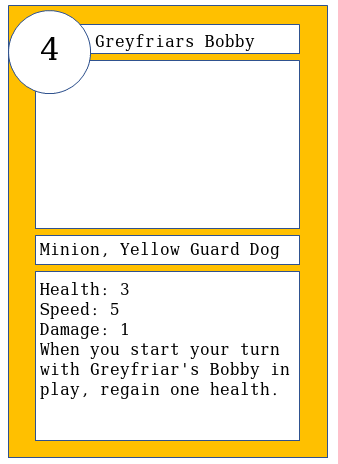 4
Greyfriars Bobby
Minion, Yellow Guard Dog
Health: 3
Speed: 5
Damage: 1
When you start your turn
with Greyfriar's Bobby in
play, regain one health.